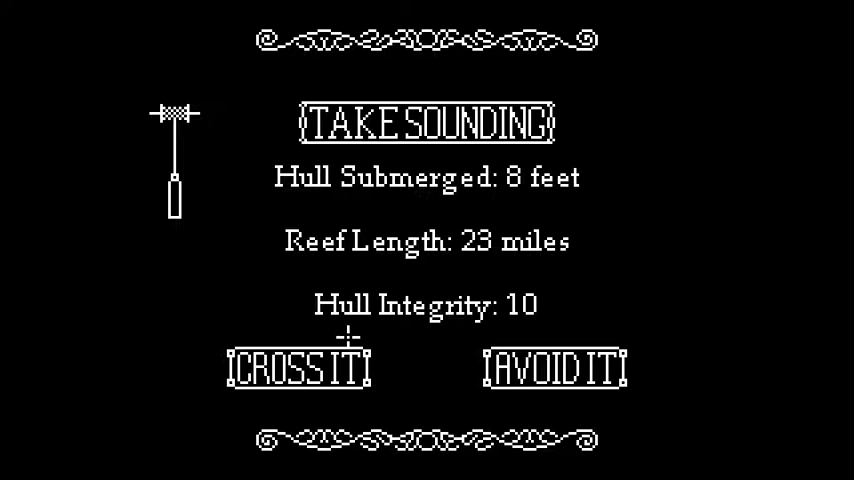 TAKE SOUNDING
Hull Submerged: 8 feet
Reef Length: 23 miles
Hull Integrity: 10
CROSS IT
AVOID IT